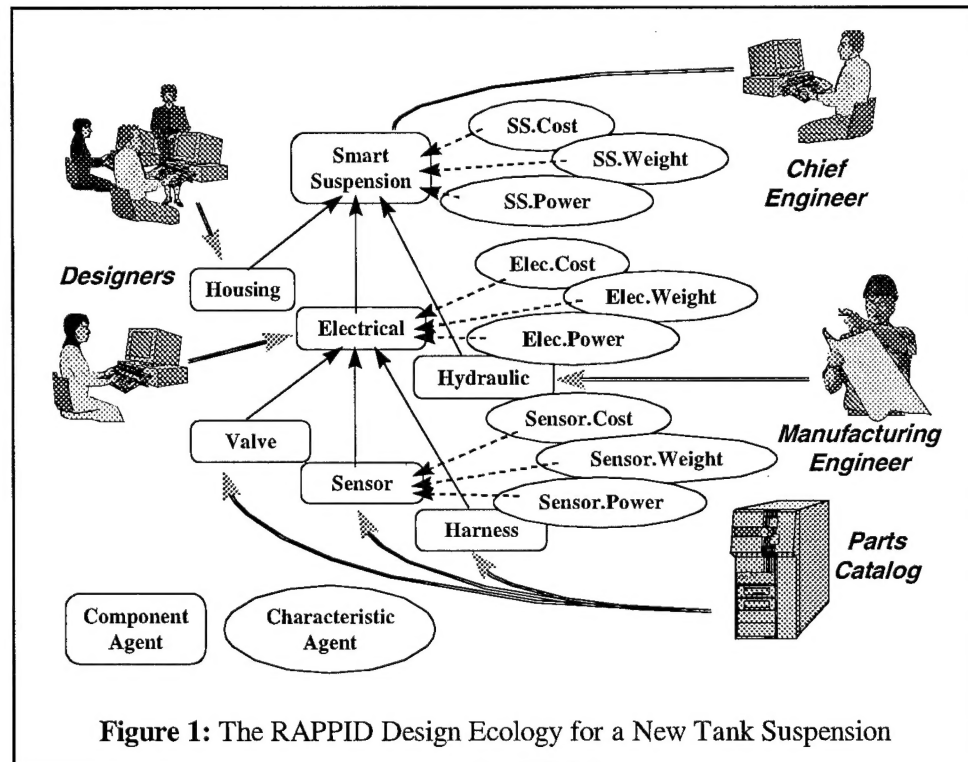 SS.Cost
Smart
Suspension
SS.Weight
SS.Power
Chief
Engineer
Designers
Housing
Elec.Cost
Elec.Weight
Electrical
Elec.Power
Hydraulic
Valve
Sensor.Cost
Manufacturing
Engineer
Sensor.Weight
Sensor
Sensor.Power
Harness
Parts
Catalog
Component
Agent
Characteristic
Agent
Figure 1: The RAPPID Design Ecology for a New Tank Suspension